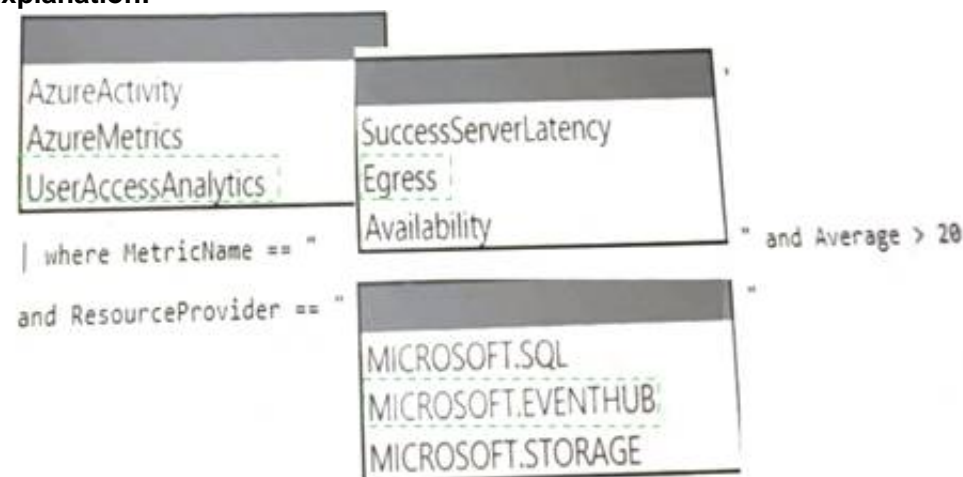 xplanation:
AzureActivity
AzureMetrics
UserAccessAnalytics
SuccessServerLatency
Egress
Availability
| where MetricName == " " and Average > 20
and ResourceProvider == " "
MICROSOFT.SQL
MICROSOFT.EVENTHUB
MICROSOFT.STORAGE